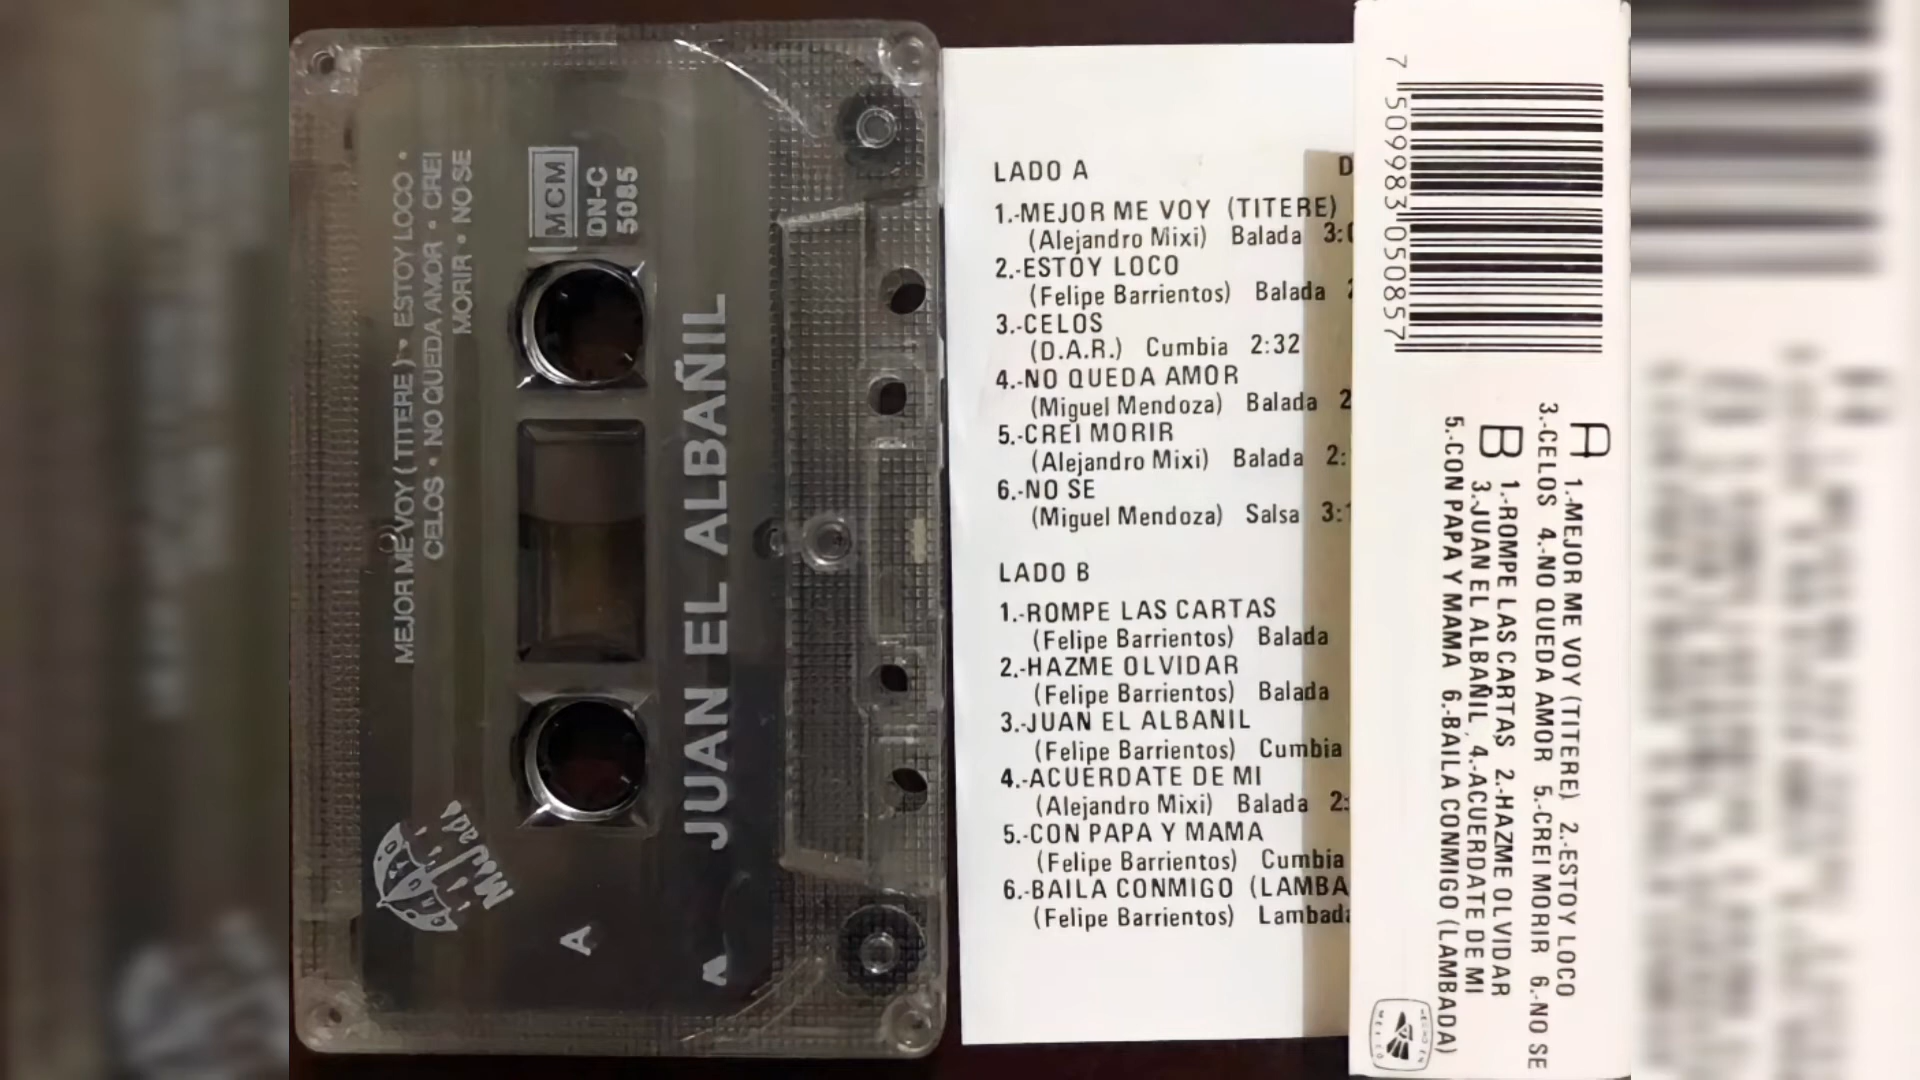 MEJOR ME VOY ( TITERE ) • ESTOY LOCO •
CELOS • NO QUEDA AMOR • CREI
MORIR • NO SE
MCM
DN-C
5085
JUAN EL ALBAÑIL
A
LADO A
1.-MEJOR ME VOY (TITERE)
(Alejandro Mixi) Balada
2.-ESTOY LOCO
(Felipe Barrientos) Balada
3.-CELOS
(D.A.R.) Cumbia 2:32
4.-NO QUEDA AMOR
(Miguel Mendoza) Balada
5.-CREI MORIR
(Alejandro Mixi) Balada
6.-NO SE
(Miguel Mendoza) Salsa
LADO B
1.-ROMPE LAS CARTAS
(Felipe Barrientos) Balada
2.-HAZME OLVIDAR
(Felipe Barrientos) Balada
3.-JUAN EL ALBANIL
(Felipe Barrientos) Cumbia
4.-ACUERDATE DE MI
(Alejandro Mixi) Balada
5.-CON PAPA Y MAMA
(Felipe Barrientos) Cumbia
6.-BAILA CONMIGO (LAMBA
(Felipe Barrientos) Lambada
7 509983 050857
A 1.-MEJOR ME VOY (TITERE) 2.-ESTOY LOCO
3.-CELOS 4.-NO QUEDA AMOR 5.-CREI MORIR 6.-NO SE
B 1.-ROMPE LAS CARTAS 2.-HAZME OLVIDAR
3.-JUAN EL ALBAÑIL 4.-ACUERDATE DE MI
5.-CON PAPA Y MAMA 6.-BAILA CONMIGO (LAMBADA)
HECHO EN
MEXICO